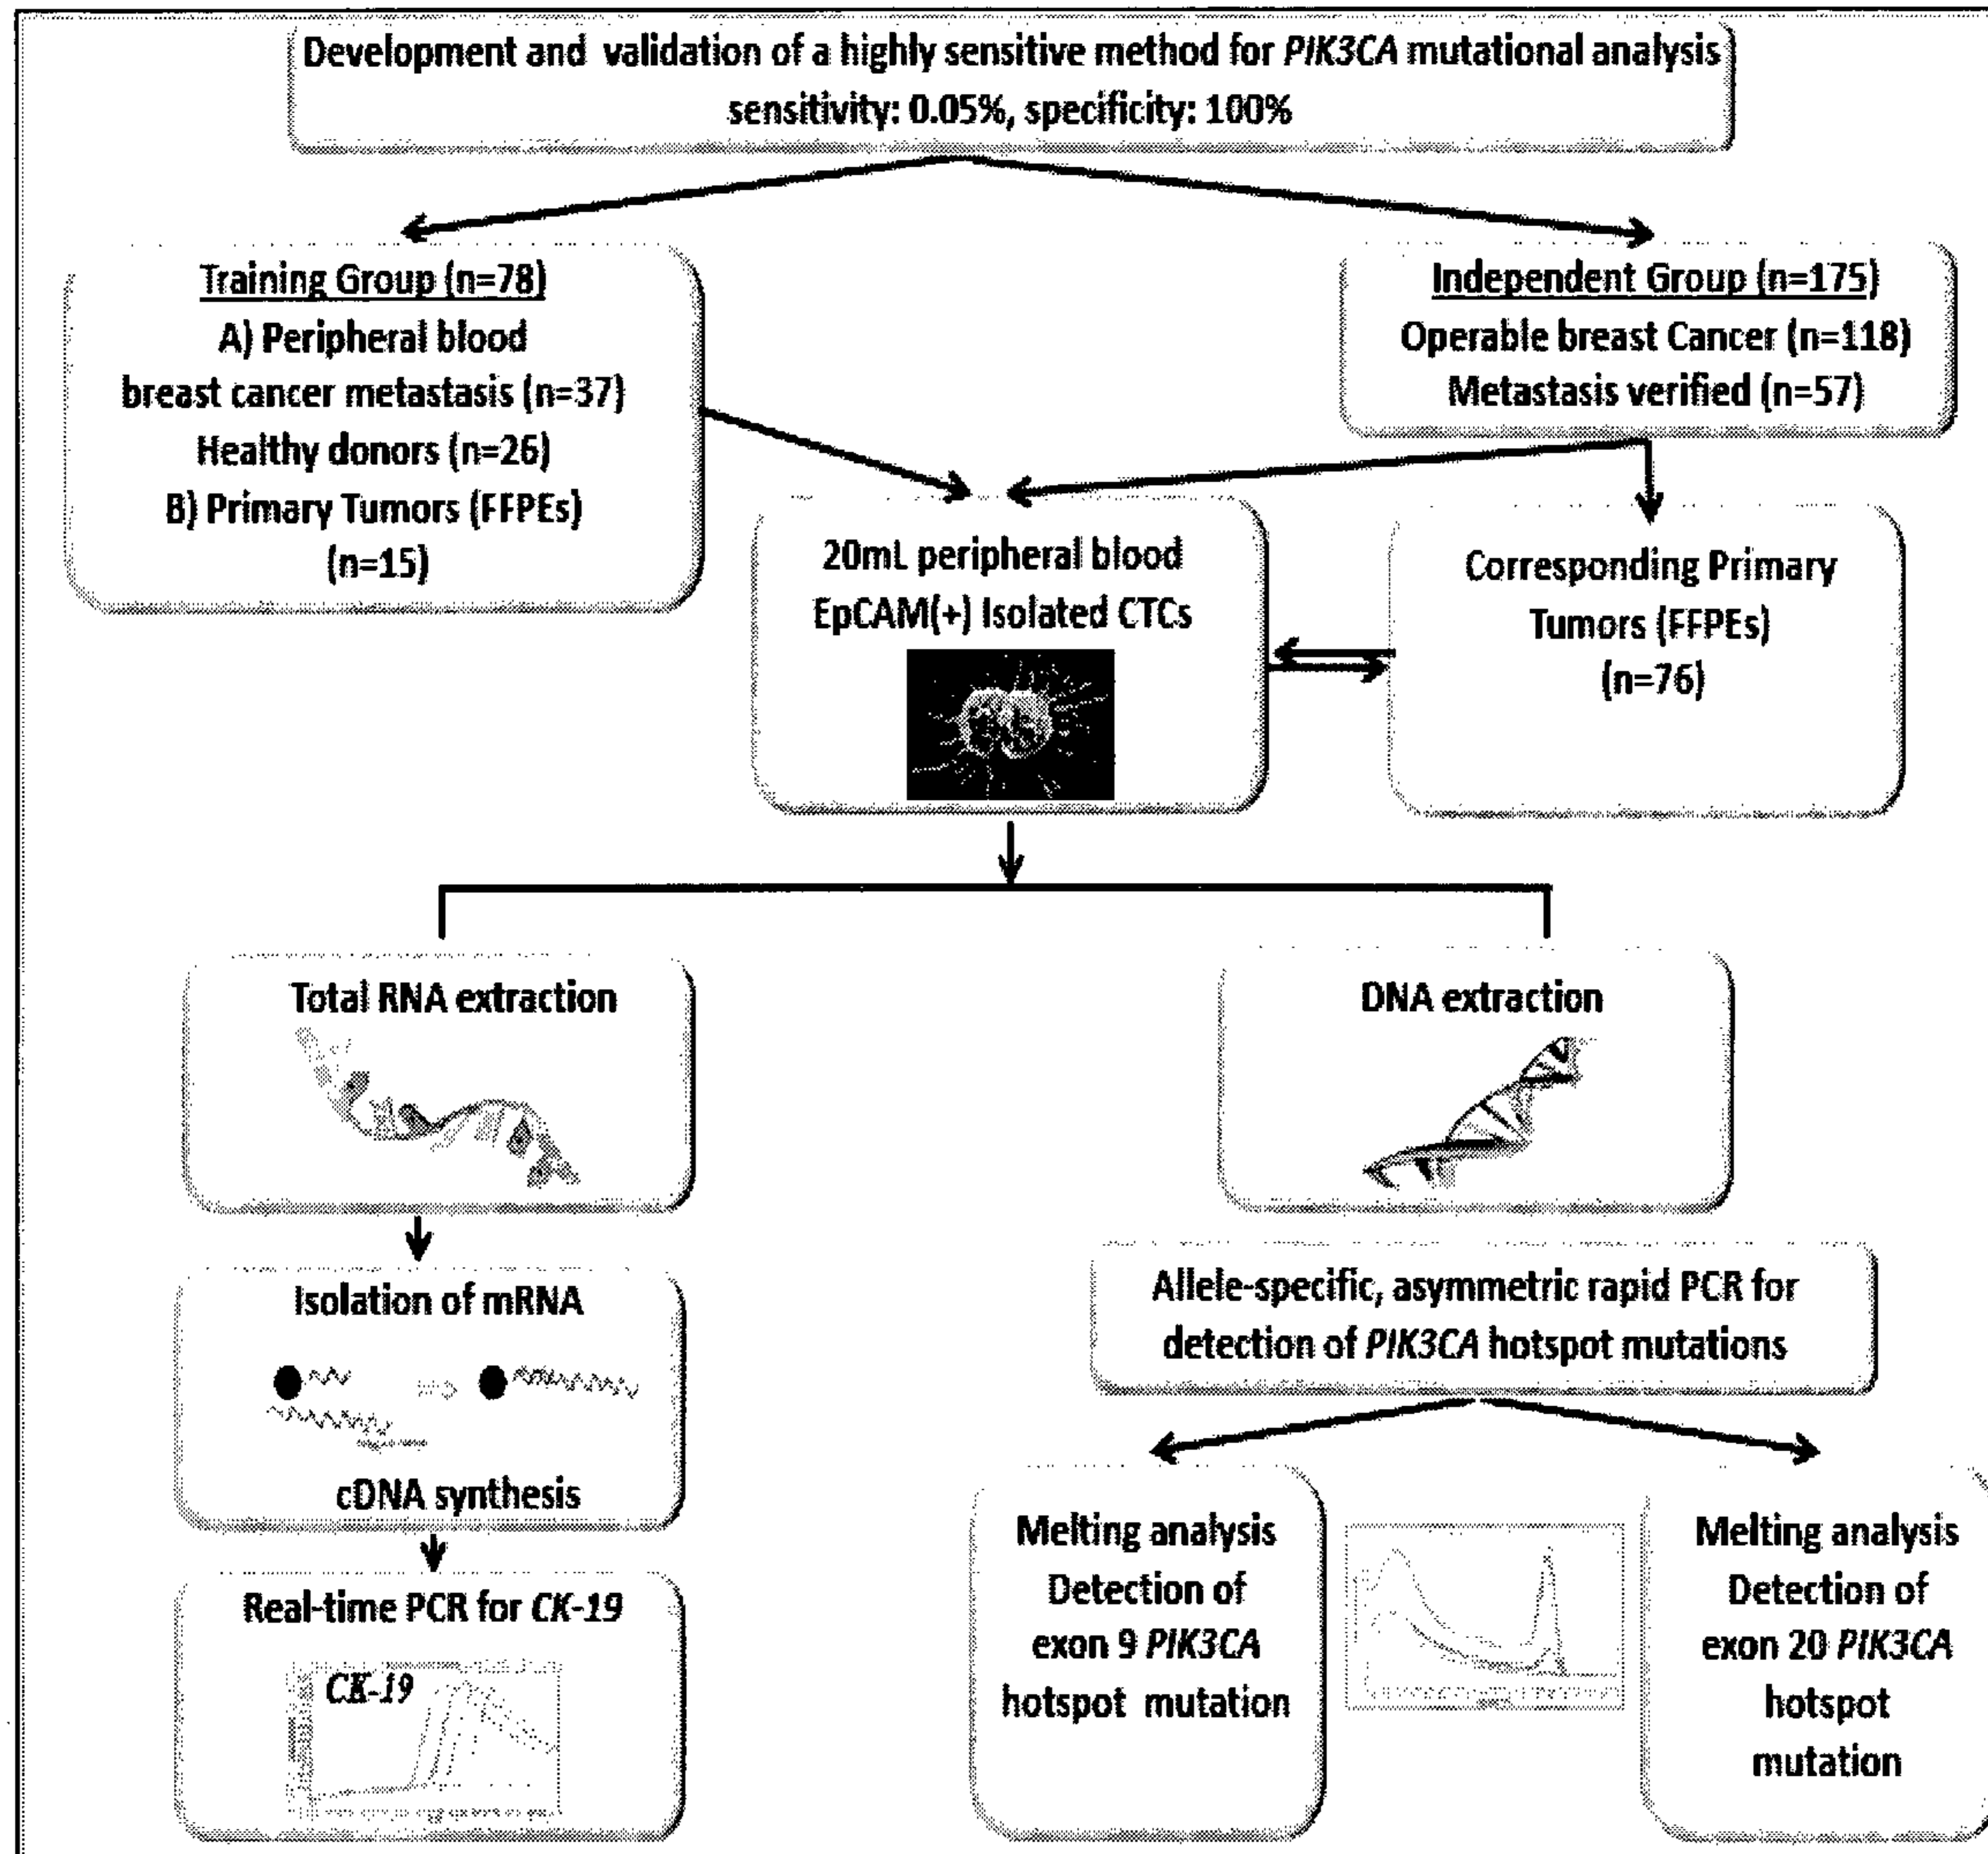 Development and validation of a highly sensitive method for PIK3CA mutational analysis
sensitivity: 0.05%, specificity: 100%
Training Group (n=78)
A) Peripheral blood
breast cancer metastasis (n=37)
Healthy donors (n=26)
B) Primary Tumors (FFPEs)
(n=15)
Independent Group (n=175)
Operable breast Cancer (n=118)
Metastasis verified (n=57)
20mL peripheral blood
EpCAM(+) Isolated CTCs
Corresponding Primary
Tumors (FFPEs)
(n=76)
Total RNA extraction
DNA extraction
Isolation of mRNA
cDNA synthesis
Real-time PCR for CK-19
CK-19
Allele-specific, asymmetric rapid PCR for
detection of PIK3CA hotspot mutations
Melting analysis
Detection of
exon 9 PIK3CA
hotspot mutation
Melting analysis
Detection of
exon 20 PIK3CA
hotspot
mutation